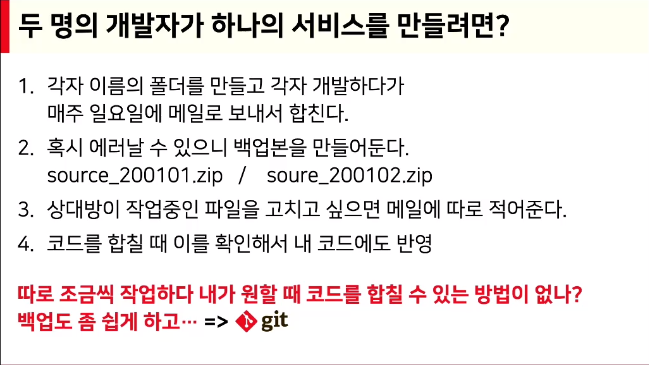 두 명의 개발자가 하나의 서비스를 만들려면?
1. 각자 이름의 폴더를 만들고 각자 개발하다가
매주 일요일에 메일로 보내서 합친다.
2. 혹시 에러날 수 있으니 백업본을 만들어둔다.
source_200101.zip / soure_200102.zip
3. 상대방이 작업중인 파일을 고치고 싶으면 메일에 따로 적어준다.
4. 코드를 합칠 때 이를 확인해서 내 코드에도 반영
따로 조금씩 작업하다 내가 원할 때 코드를 합칠 수 있는 방법이 없나?
백업도 좀 쉽게 하고… => git